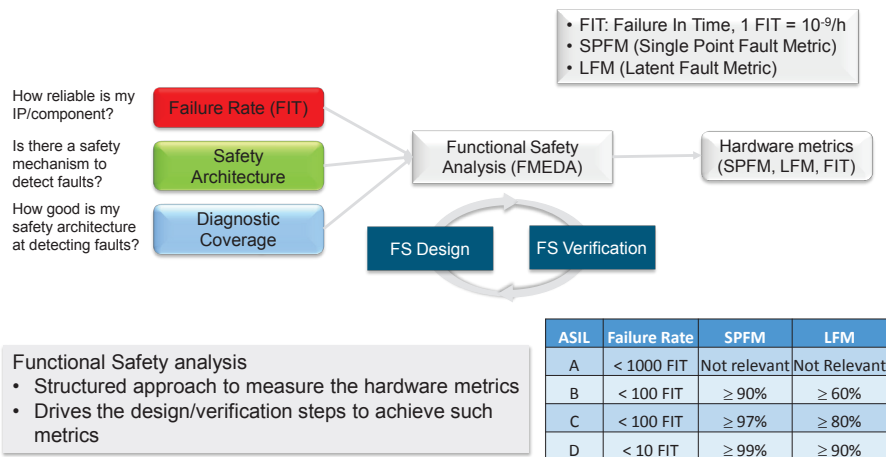 • FIT: Failure In Time, 1 FIT = 10⁻⁹/h
• SPFM (Single Point Fault Metric)
• LFM (Latent Fault Metric)
How reliable is my
IP/component?
Failure Rate (FIT)
Is there a safety
mechanism to
detect faults?
Safety
Architecture
How good is my
safety architecture
at detecting faults?
Diagnostic
Coverage
Functional Safety
Analysis (FMEDA)
Hardware metrics
(SPFM, LFM, FIT)
FS Design
FS Verification
Functional Safety analysis
• Structured approach to measure the hardware metrics
• Drives the design/verification steps to achieve such
metrics
ASIL Failure Rate SPFM LFM
A < 1000 FIT Not relevant Not Relevant
B < 100 FIT ≥ 90% ≥ 60%
C < 100 FIT ≥ 97% ≥ 80%
D < 10 FIT ≥ 99% ≥ 90%